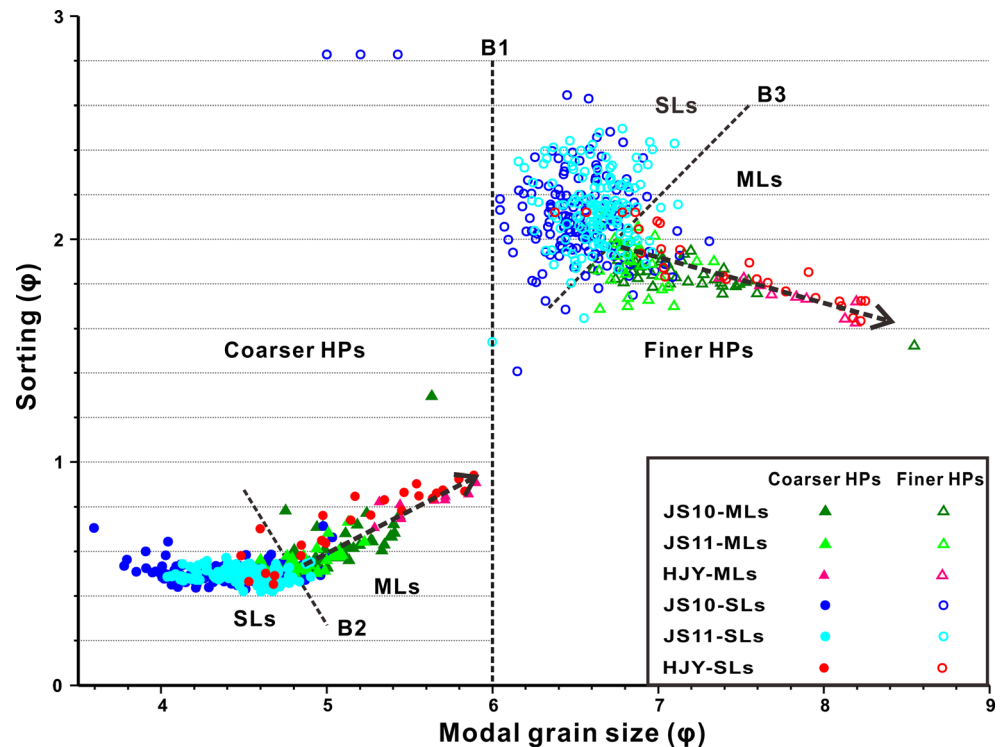 3
B1
SLs
B3
MLs
2
Sorting (φ)
Coarser HPs
Finer HPs
1
Coarser HPs Finer HPs
JS10-MLs
JS11-MLs
HJY-MLs
JS10-SLs
JS11-SLs
HJY-SLs
MLs
SLs
B2
0
4 5 6 7 8 9
Modal grain size (φ)